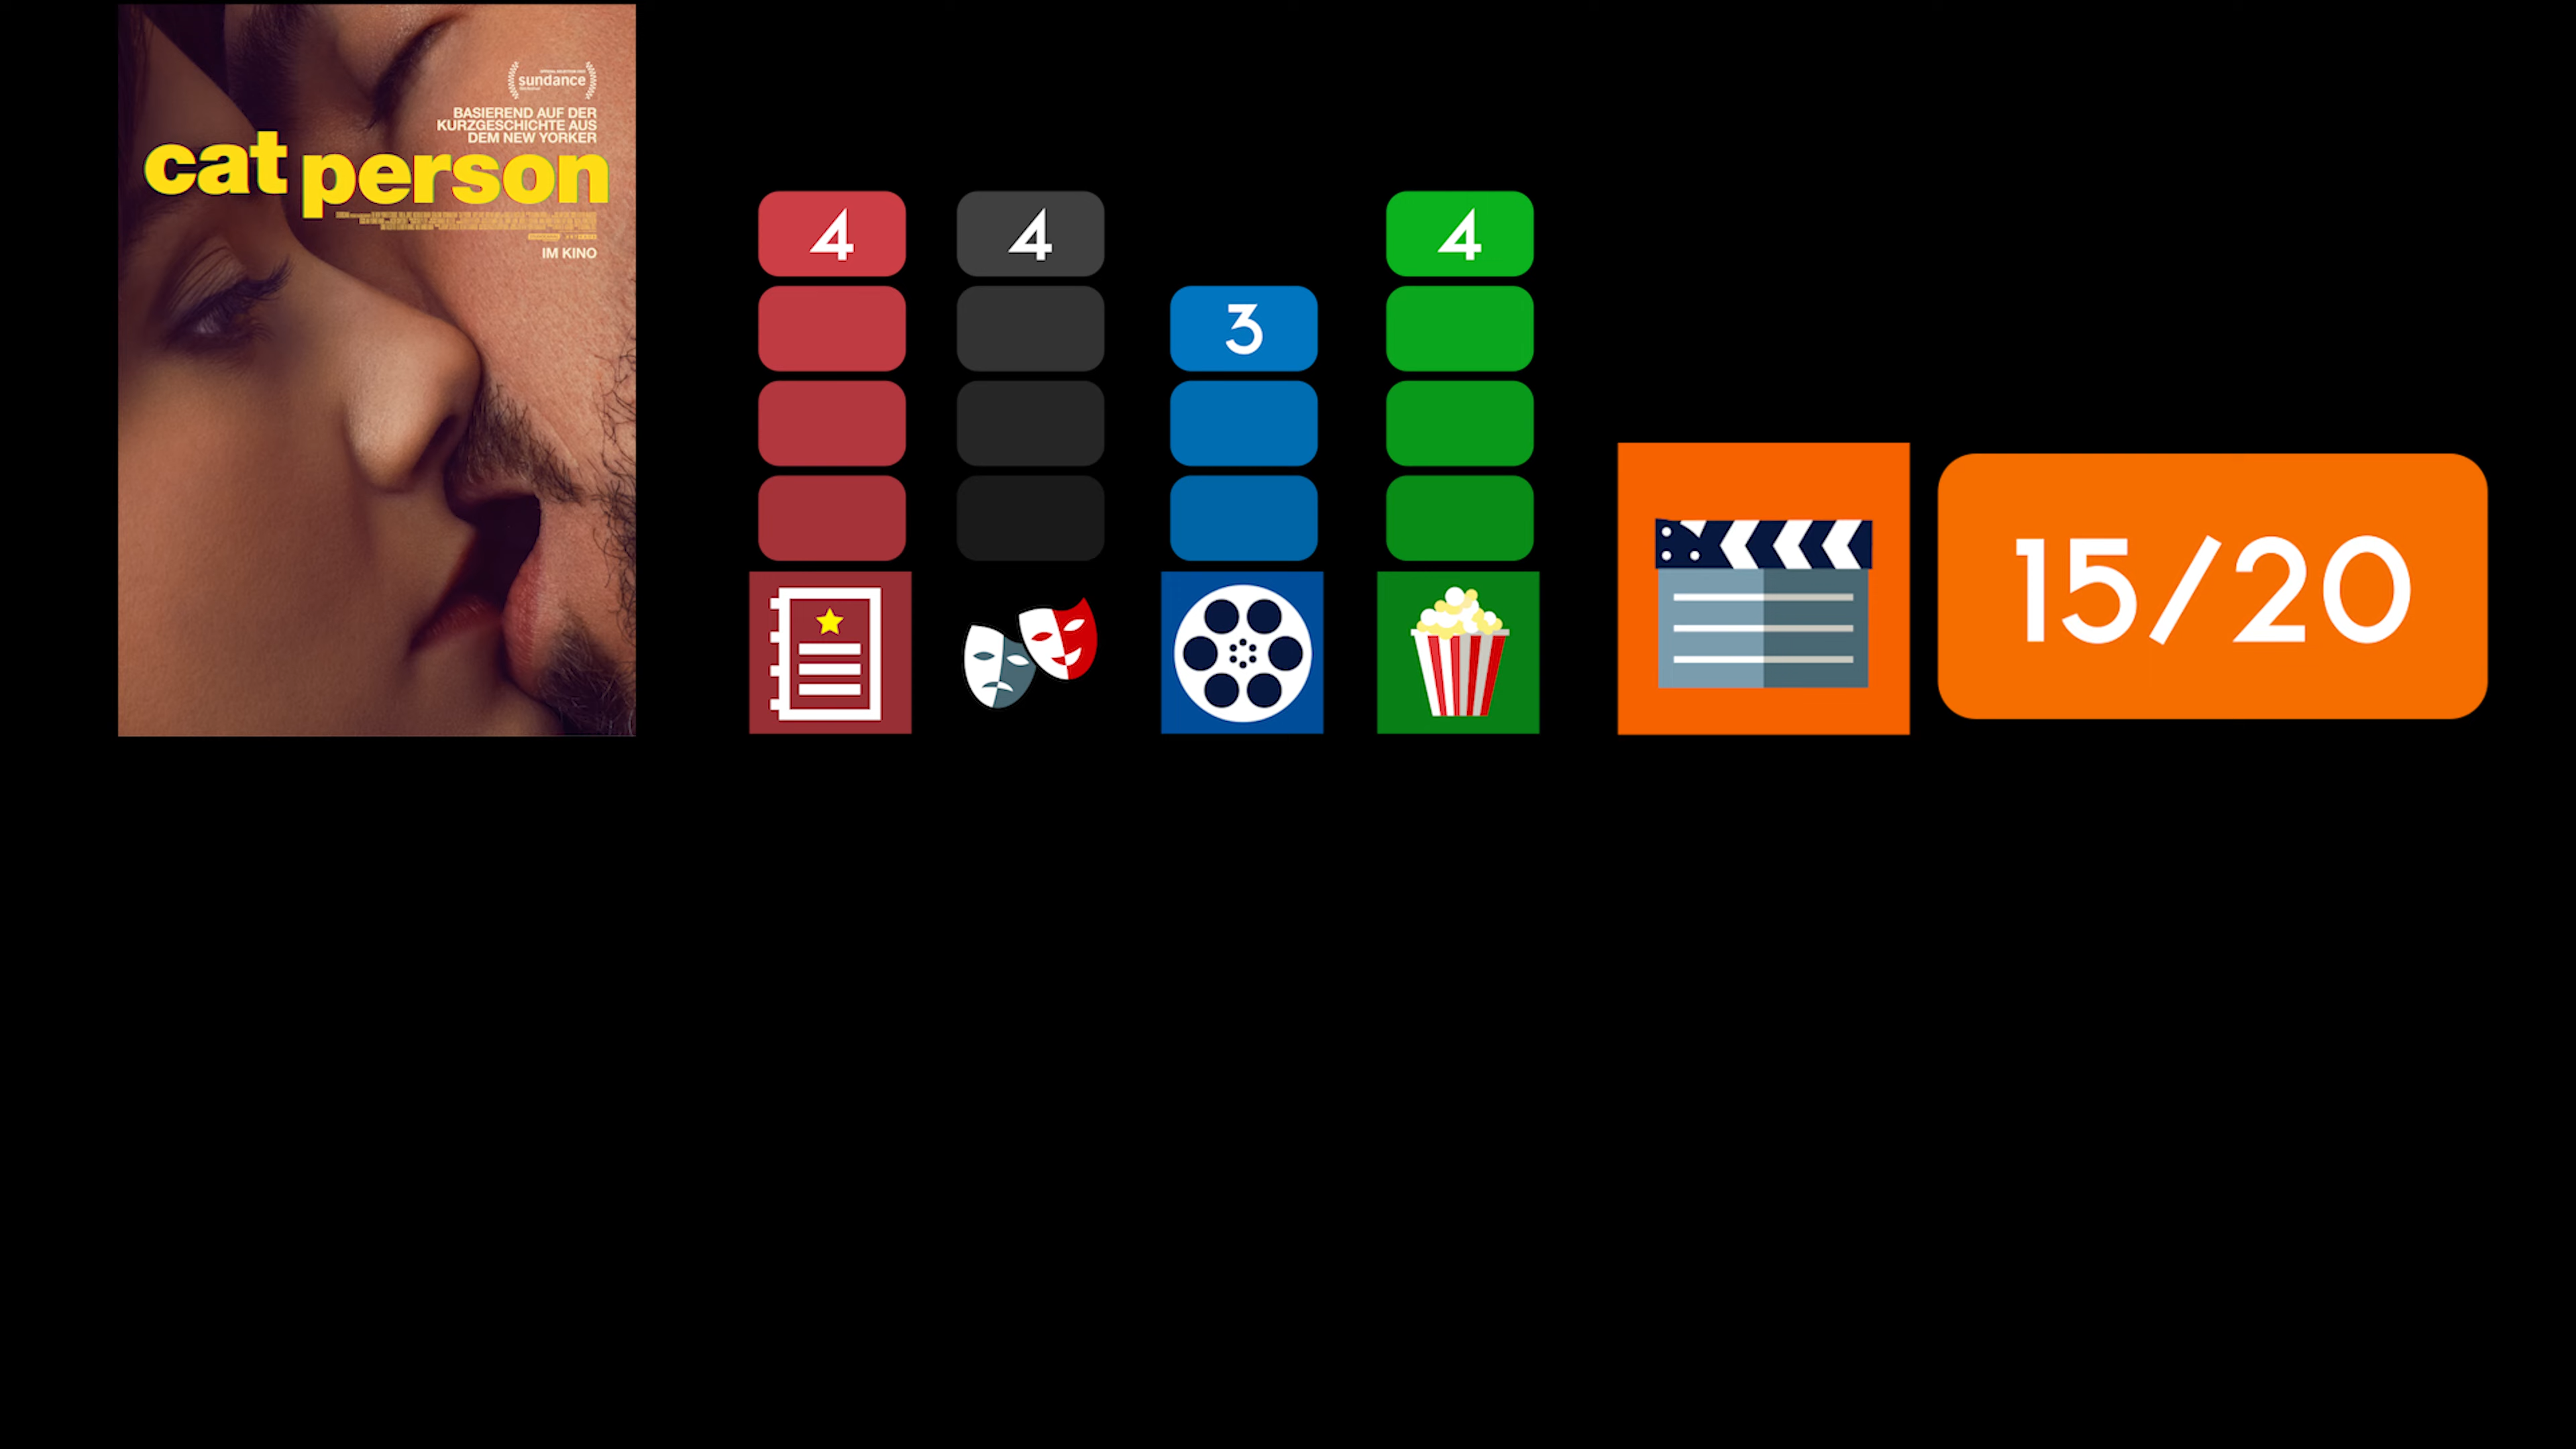 sundance
BASIEREND AUF DER
KURZGESCHICHTE AUS
DEM NEW YORKER
cat person
IM KINO
4
4
3
4
15/20